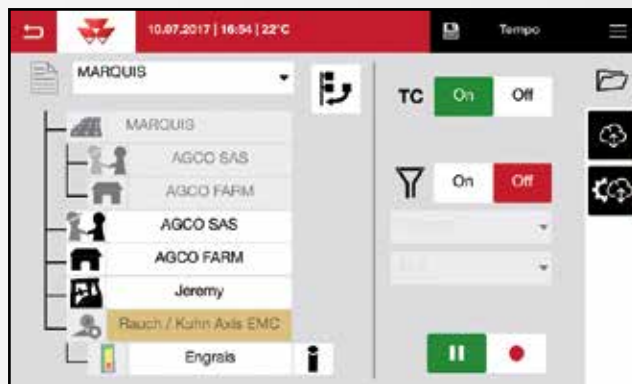 10.07.2017 | 16:54 | 22°C
Tempo
MARQUIS
MARQUIS
AGCO SAS
AGCO FARM
AGCO SAS
AGCO FARM
Jeremy
Rauch / Kuhn Axis EMC
Engrais
TC On Off
On Off